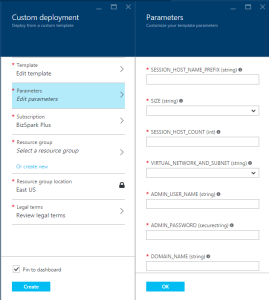 Custom deployment
Deploy from a custom template
* Template
Edit template
* Parameters
Edit parameters
* Subscription
BizSpark Plus
* Resource group
Select a resource group
Or create new
* Resource group location
East US
* Legal terms
Review legal terms
Pin to dashboard
Create
Parameters
Customise your template parameters
* SESSION_HOST_NAME_PREFIX (string)
* SIZE (string)
* SESSION_HOST_COUNT (int)
* VIRTUAL_NETWORK_AND_SUBNET (string)
* ADMIN_USER_NAME (string)
* ADMIN_PASSWORD (securestring)
* DOMAIN_NAME (string)
OK